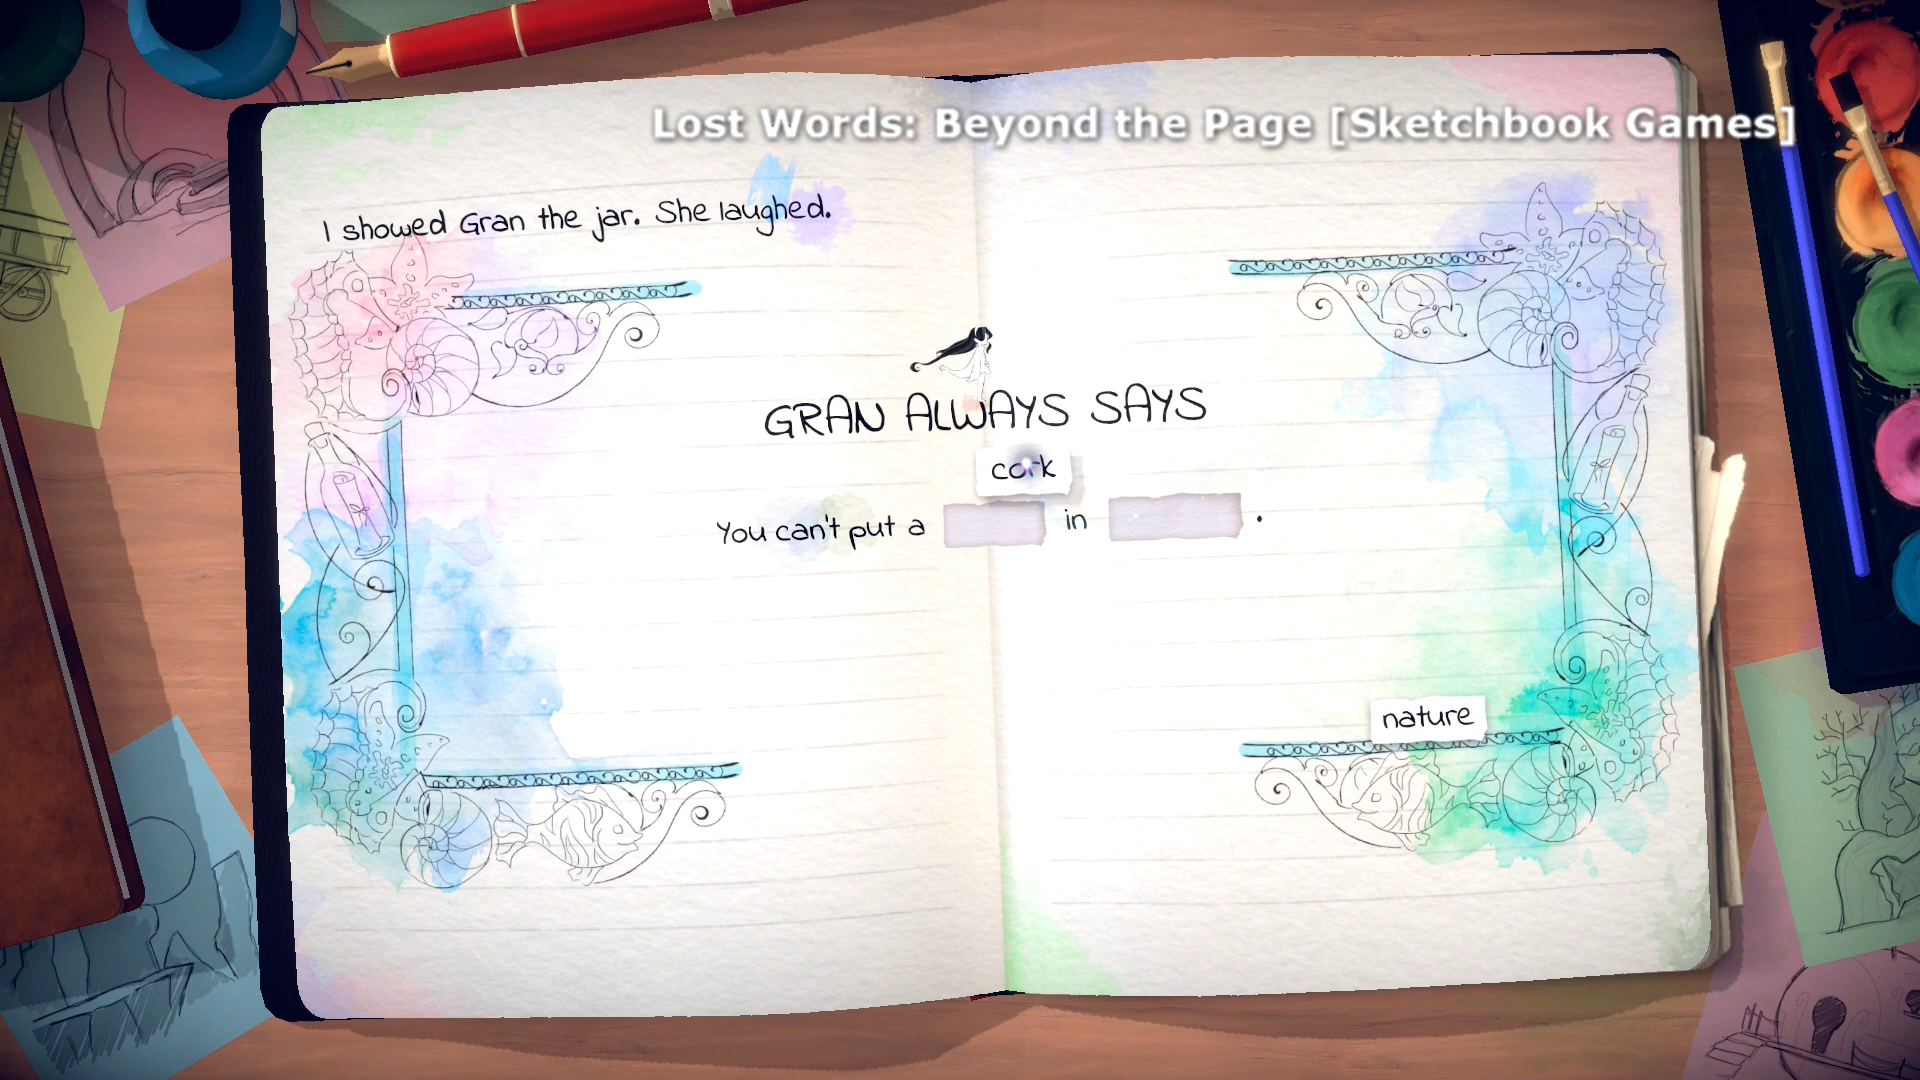 Lost Words: Beyond the Page [Sketchbook Games]
I showed Gran the jar. She laughed.
GRAN ALWAYS SAYS
cork
You can't put a in .
nature